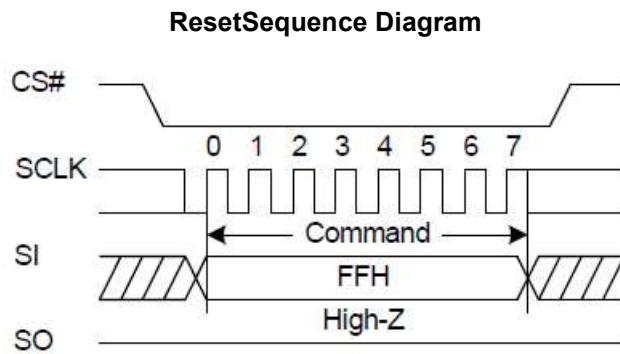 ResetSequence Diagram
CS#
0 1 2 3 4 5 6 7
SCLK
Command
SI
FFH
High-Z
SO